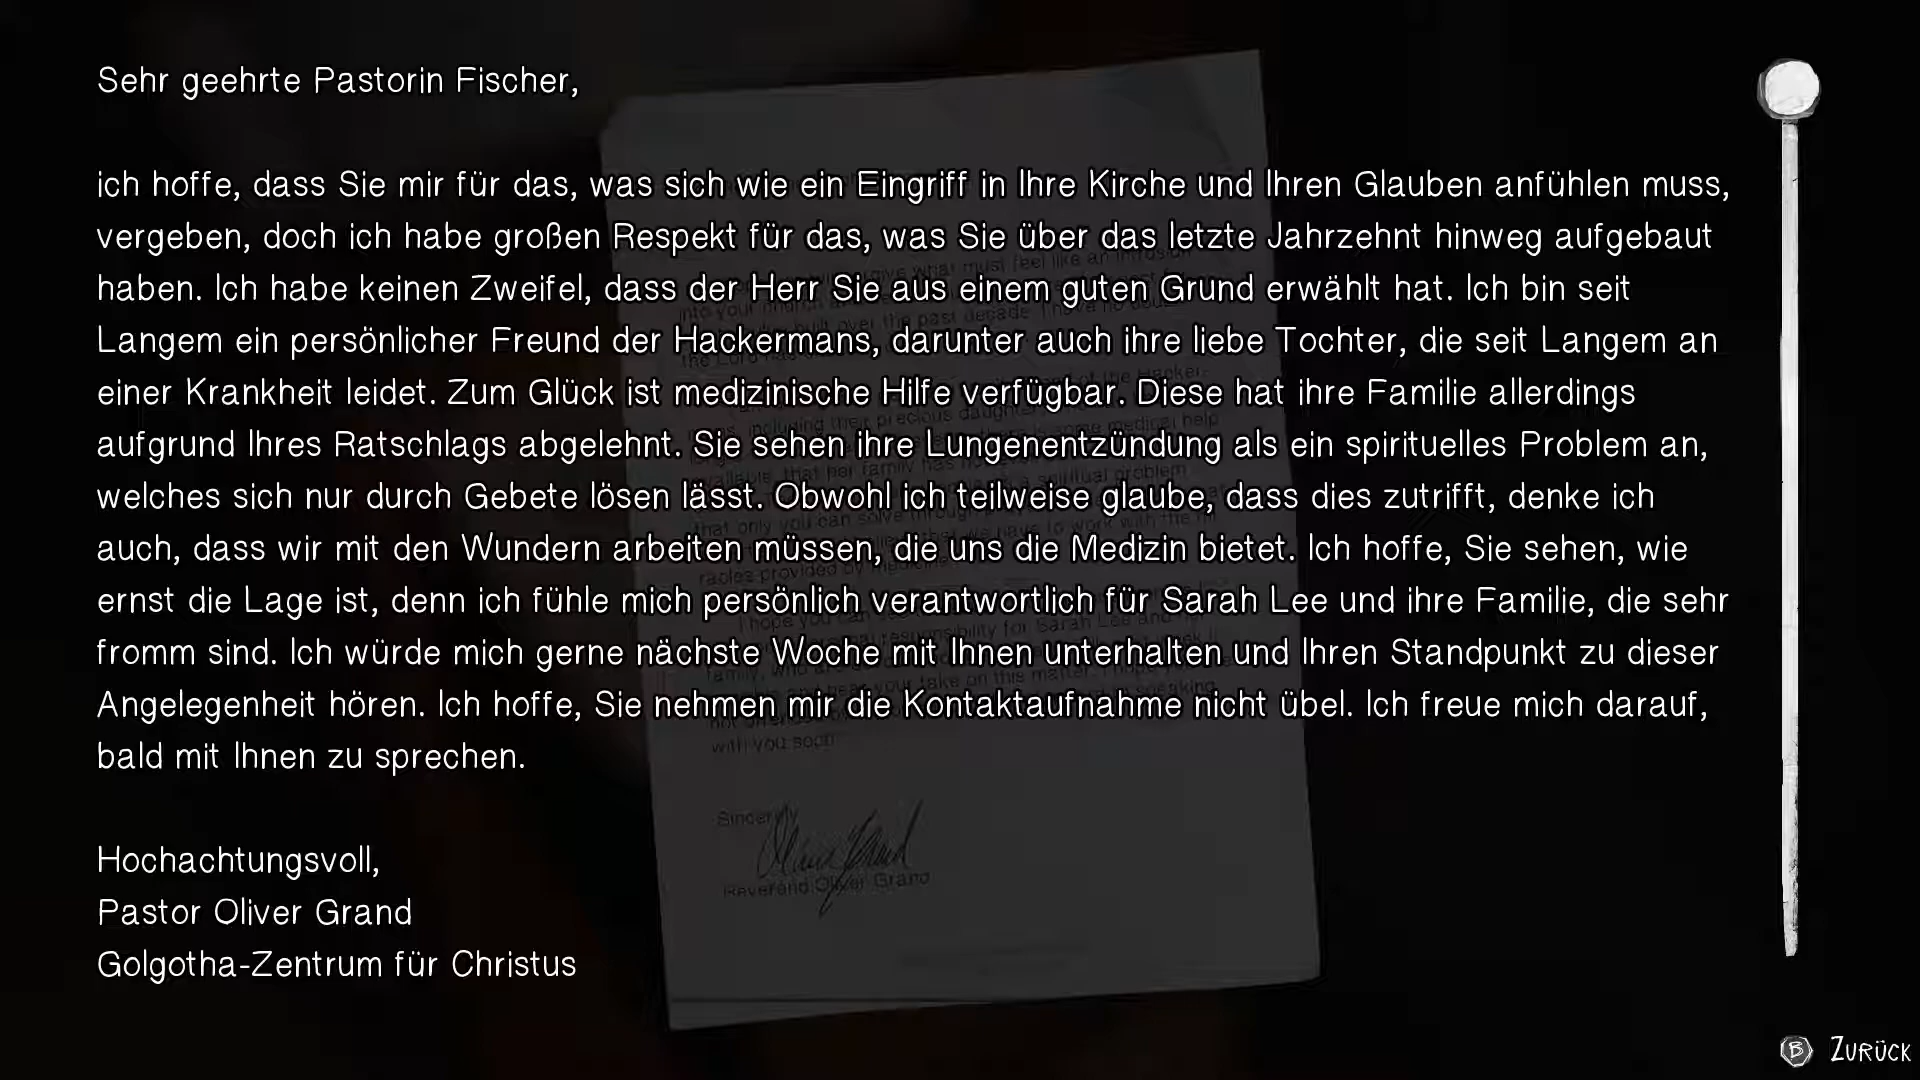 Sehr geehrte Pastorin Fischer,
ich hoffe, dass Sie mir für das, was sich wie ein Eingriff in Ihre Kirche und Ihren Glauben anfühlen muss,
vergeben, doch ich habe großen Respekt für das, was Sie über das letzte Jahrzehnt hinweg aufgebaut
haben. Ich habe keinen Zweifel, dass der Herr Sie aus einem guten Grund erwählt hat. Ich bin seit
Langem ein persönlicher Freund der Hackermans, darunter auch ihre liebe Tochter, die seit Langem an
einer Krankheit leidet. Zum Glück ist medizinische Hilfe verfügbar. Diese hat ihre Familie allerdings
aufgrund Ihres Ratschlags abgelehnt. Sie sehen ihre Lungenentzündung als ein spirituelles Problem an,
welches sich nur durch Gebete lösen lässt. Obwohl ich teilweise glaube, dass dies zutrifft, denke ich
auch, dass wir mit den Wundern arbeiten müssen, die uns die Medizin bietet. Ich hoffe, Sie sehen, wie
ernst die Lage ist, denn ich fühle mich persönlich verantwortlich für Sarah Lee und ihre Familie, die sehr
fromm sind. Ich würde mich gerne nächste Woche mit Ihnen unterhalten und Ihren Standpunkt zu dieser
Angelegenheit hören. Ich hoffe, Sie nehmen mir die Kontaktaufnahme nicht übel. Ich freue mich darauf,
bald mit Ihnen zu sprechen.
with you soon
Sincerely
Reverend Oliver Grand
Hochachtungsvoll,
Pastor Oliver Grand
Golgotha-Zentrum für Christus
B ZURÜCK